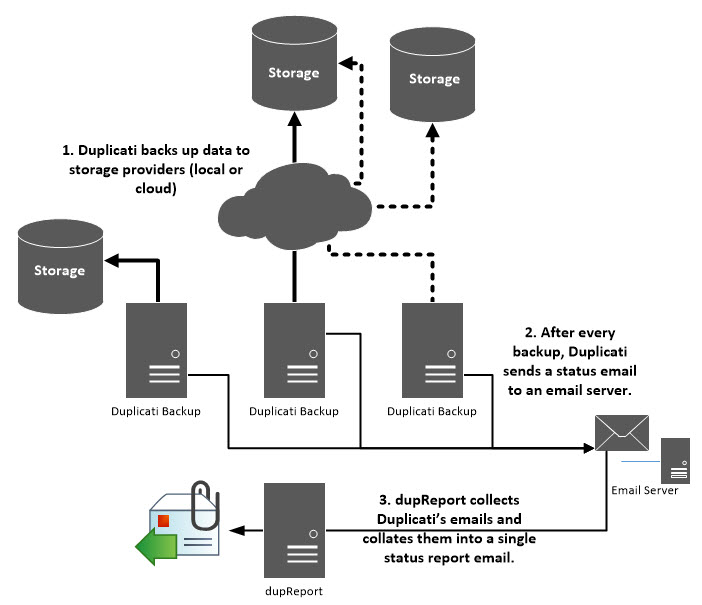 Storage
Storage
1. Duplicati backs up data to
storage providers (local or
cloud)
Storage
2. After every
backup, Duplicati
sends a status email
to an email server.
Duplicati Backup
Duplicati Backup
Duplicati Backup
Email Server
3. dupReport collects
Duplicati's emails and
collates them into a single
status report email.
dupReport